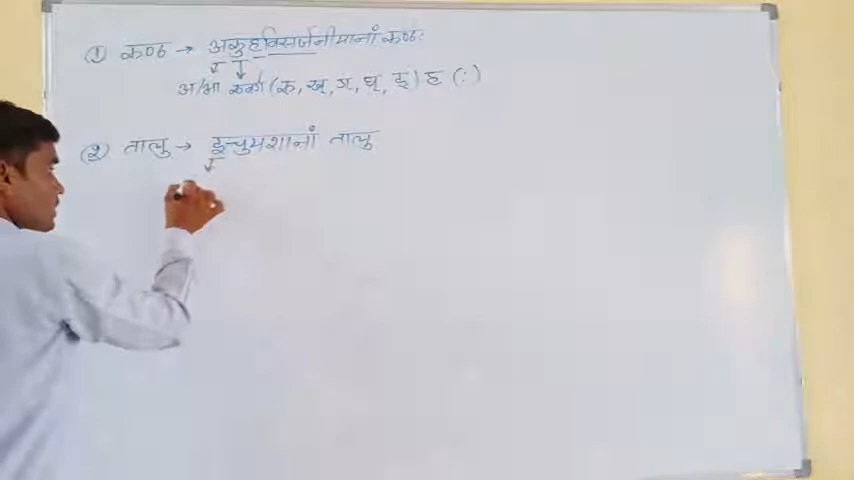 ① कण्ठ → अकुहविसर्जनीयानां कण्ठः
अ/आ कवर्ग (क, ख्, ग्, घ्, ङ्) ह (:)
② तालु → इचुयशानां तालु